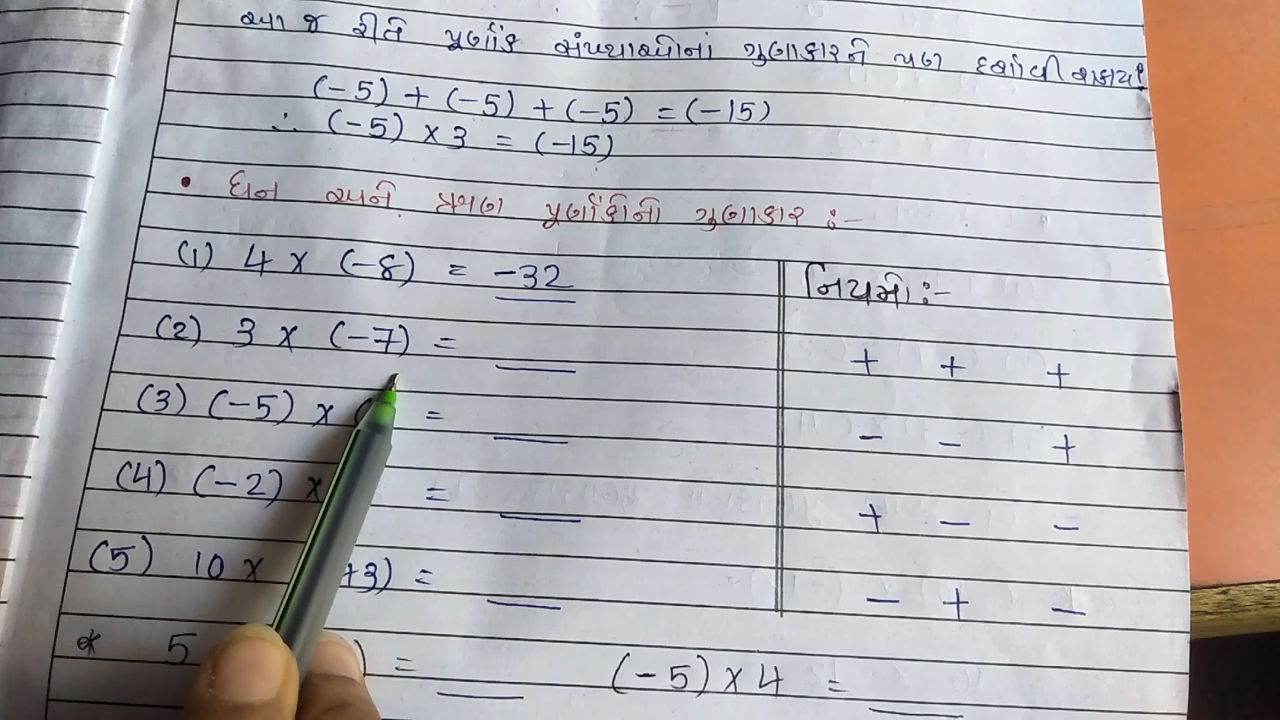 આ જ રીતે પૂર્ણાંક સંખ્યાઓનાં ગુણાકારને પણ દર્શાવી શકાય
(-5) + (-5) + (-5) = (-15)
∴ (-5) × 3 = (-15)
• ધન અને ઋણ પૂર્ણાંકોનો ગુણાકાર :-
(1) 4 × (-8) = -32
નિયમો :-
(2) 3 × (-7) =
+ + +
(3) (-5) × ( =
- - +
(4) (-2) × =
+ - -
(5) 10 × +3) =
- + -
* 5 ) = (-5) × 4 =